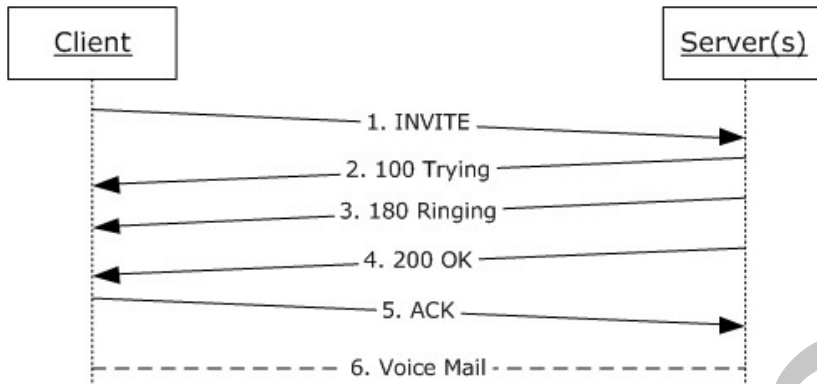 Client
Server(s)
1. INVITE
2. 100 Trying
3. 180 Ringing
4. 200 OK
5. ACK
6. Voice Mail